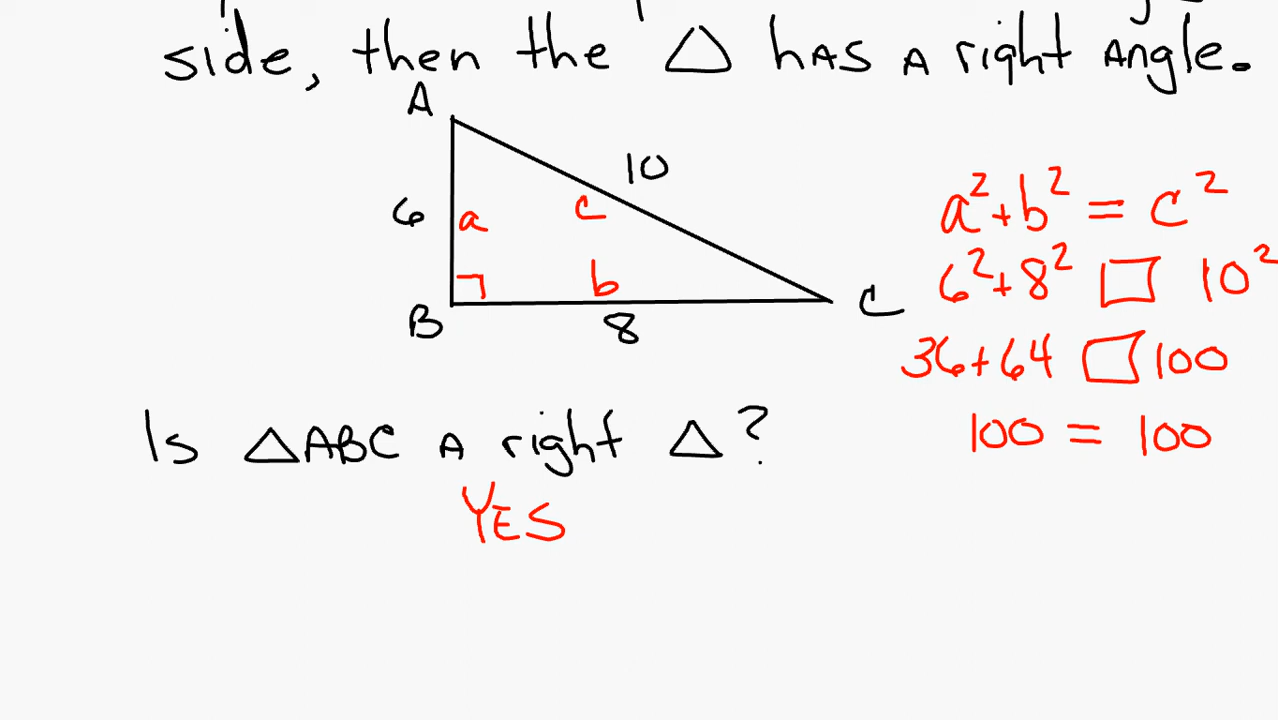 side, then the △ has a right angle.
A
10
6
a
c
b
B
8
C
a²+b² = c²
6²+8² □ 10²
36+64 □ 100
100 = 100
Is △ABC a right △?
YES